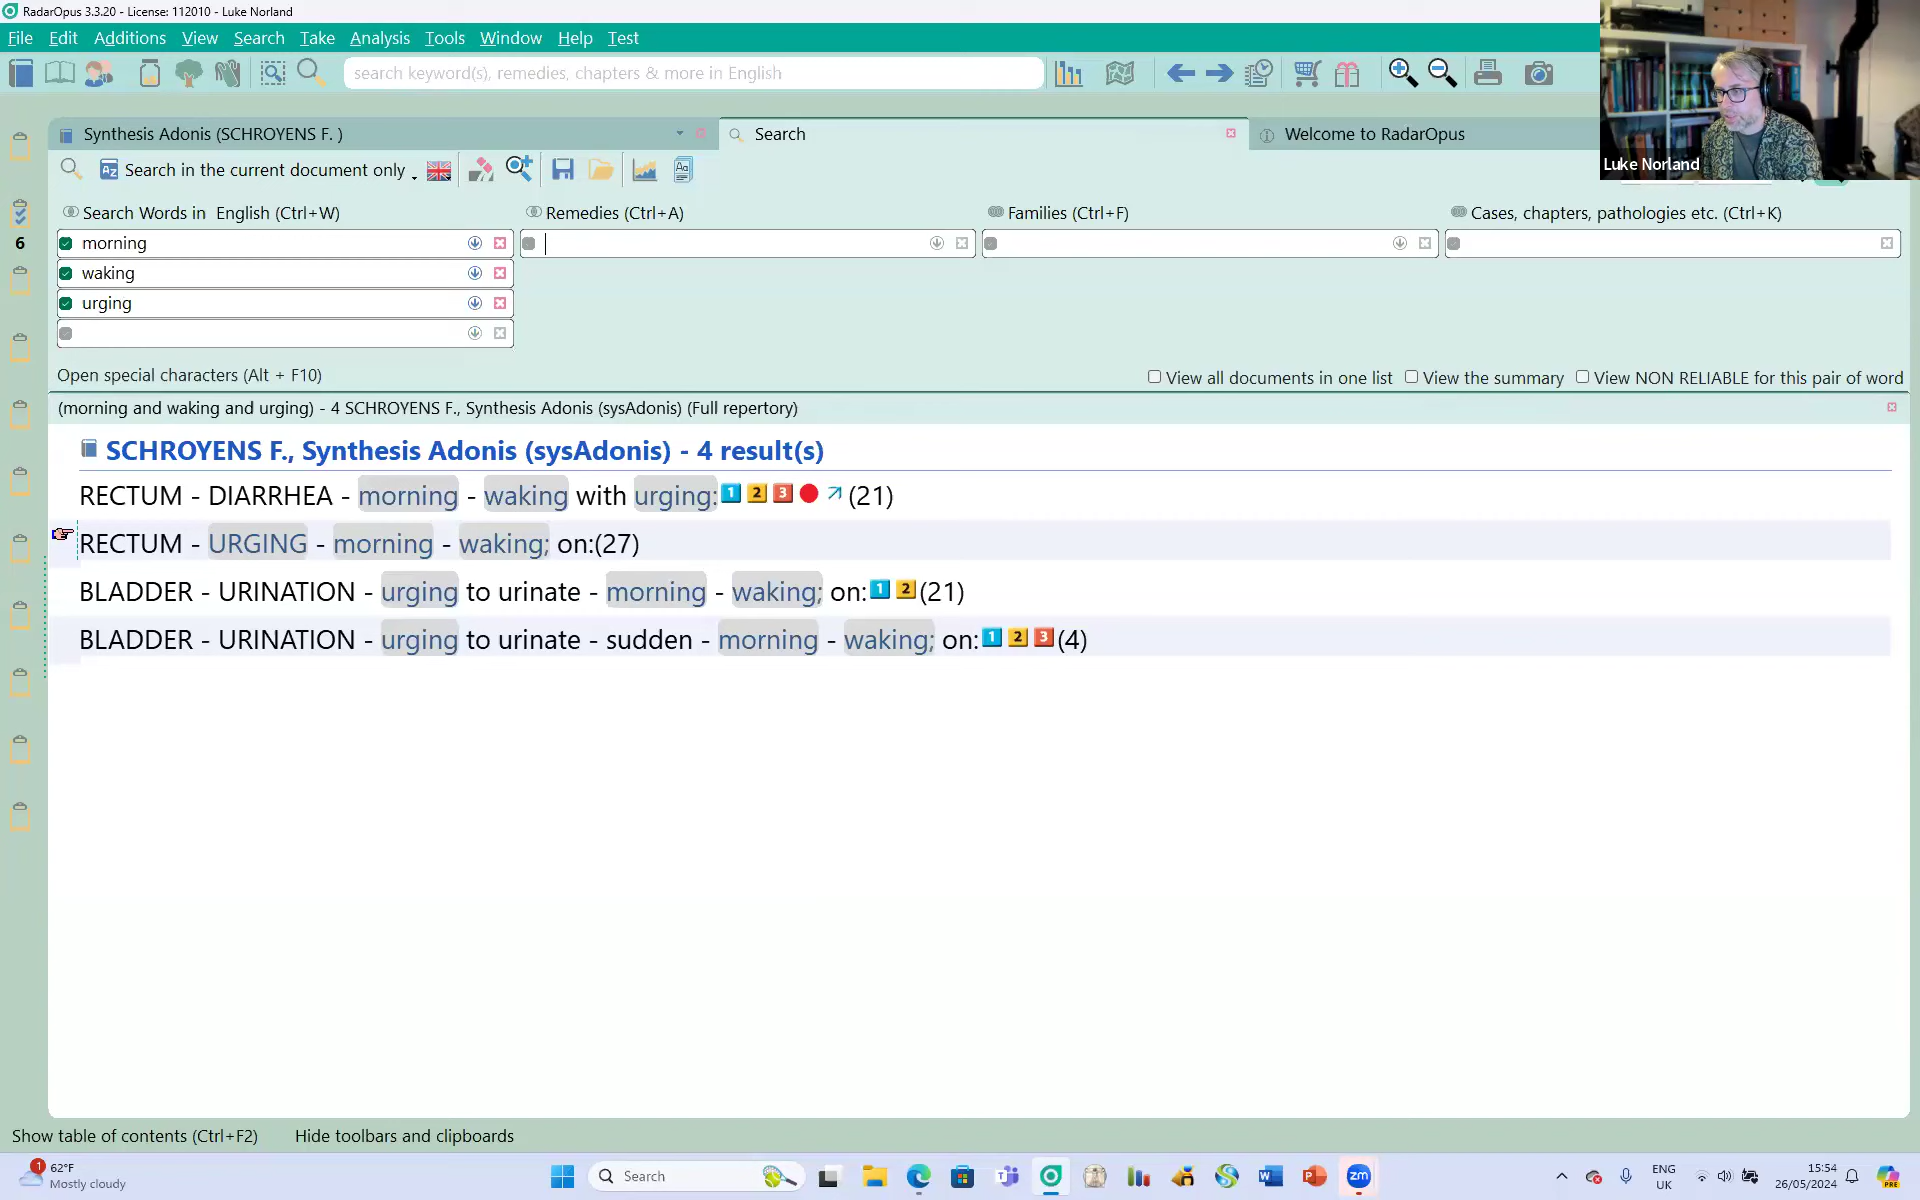 RadarOpus 3.3.20 - License: 112010 - Luke Norland
File Edit Additions View Search Take Analysis Tools Window Help Test
search keyword(s), remedies, chapters & more in English
Synthesis Adonis (SCHROYENS F. )
Search
Welcome to RadarOpus
Luke Norland
Search in the current document only
Search Words in English (Ctrl+W)
Remedies (Ctrl+A)
Families (Ctrl+F)
Cases, chapters, pathologies etc. (Ctrl+K)
morning
waking
6
urging
Open special characters (Alt + F10)
View all documents in one list
View the summary
View NON RELIABLE for this pair of word
(morning and waking and urging) - 4 SCHROYENS F., Synthesis Adonis (sysAdonis) (Full repertory)
SCHROYENS F., Synthesis Adonis (sysAdonis) - 4 result(s)
RECTUM - DIARRHEA - morning - waking with urging: 1 2 3 (21)
RECTUM - URGING - morning - waking; on:(27)
BLADDER - URINATION - urging to urinate - morning - waking; on: 1 2 (21)
BLADDER - URINATION - urging to urinate - sudden - morning - waking; on: 1 2 3 (4)
Show table of contents (Ctrl+F2)
Hide toolbars and clipboards
1
62°F
Mostly cloudy
Search
zm
ENG
UK
15:54
26/05/2024
PRE